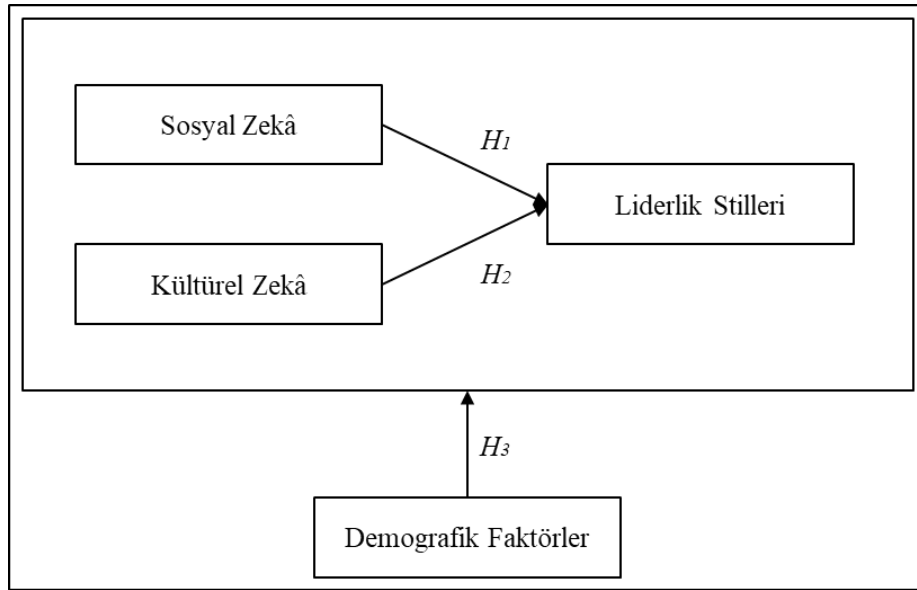 Sosyal Zekâ
H1
Liderlik Stilleri
Kültürel Zekâ
H2
H3
Demografik Faktörler